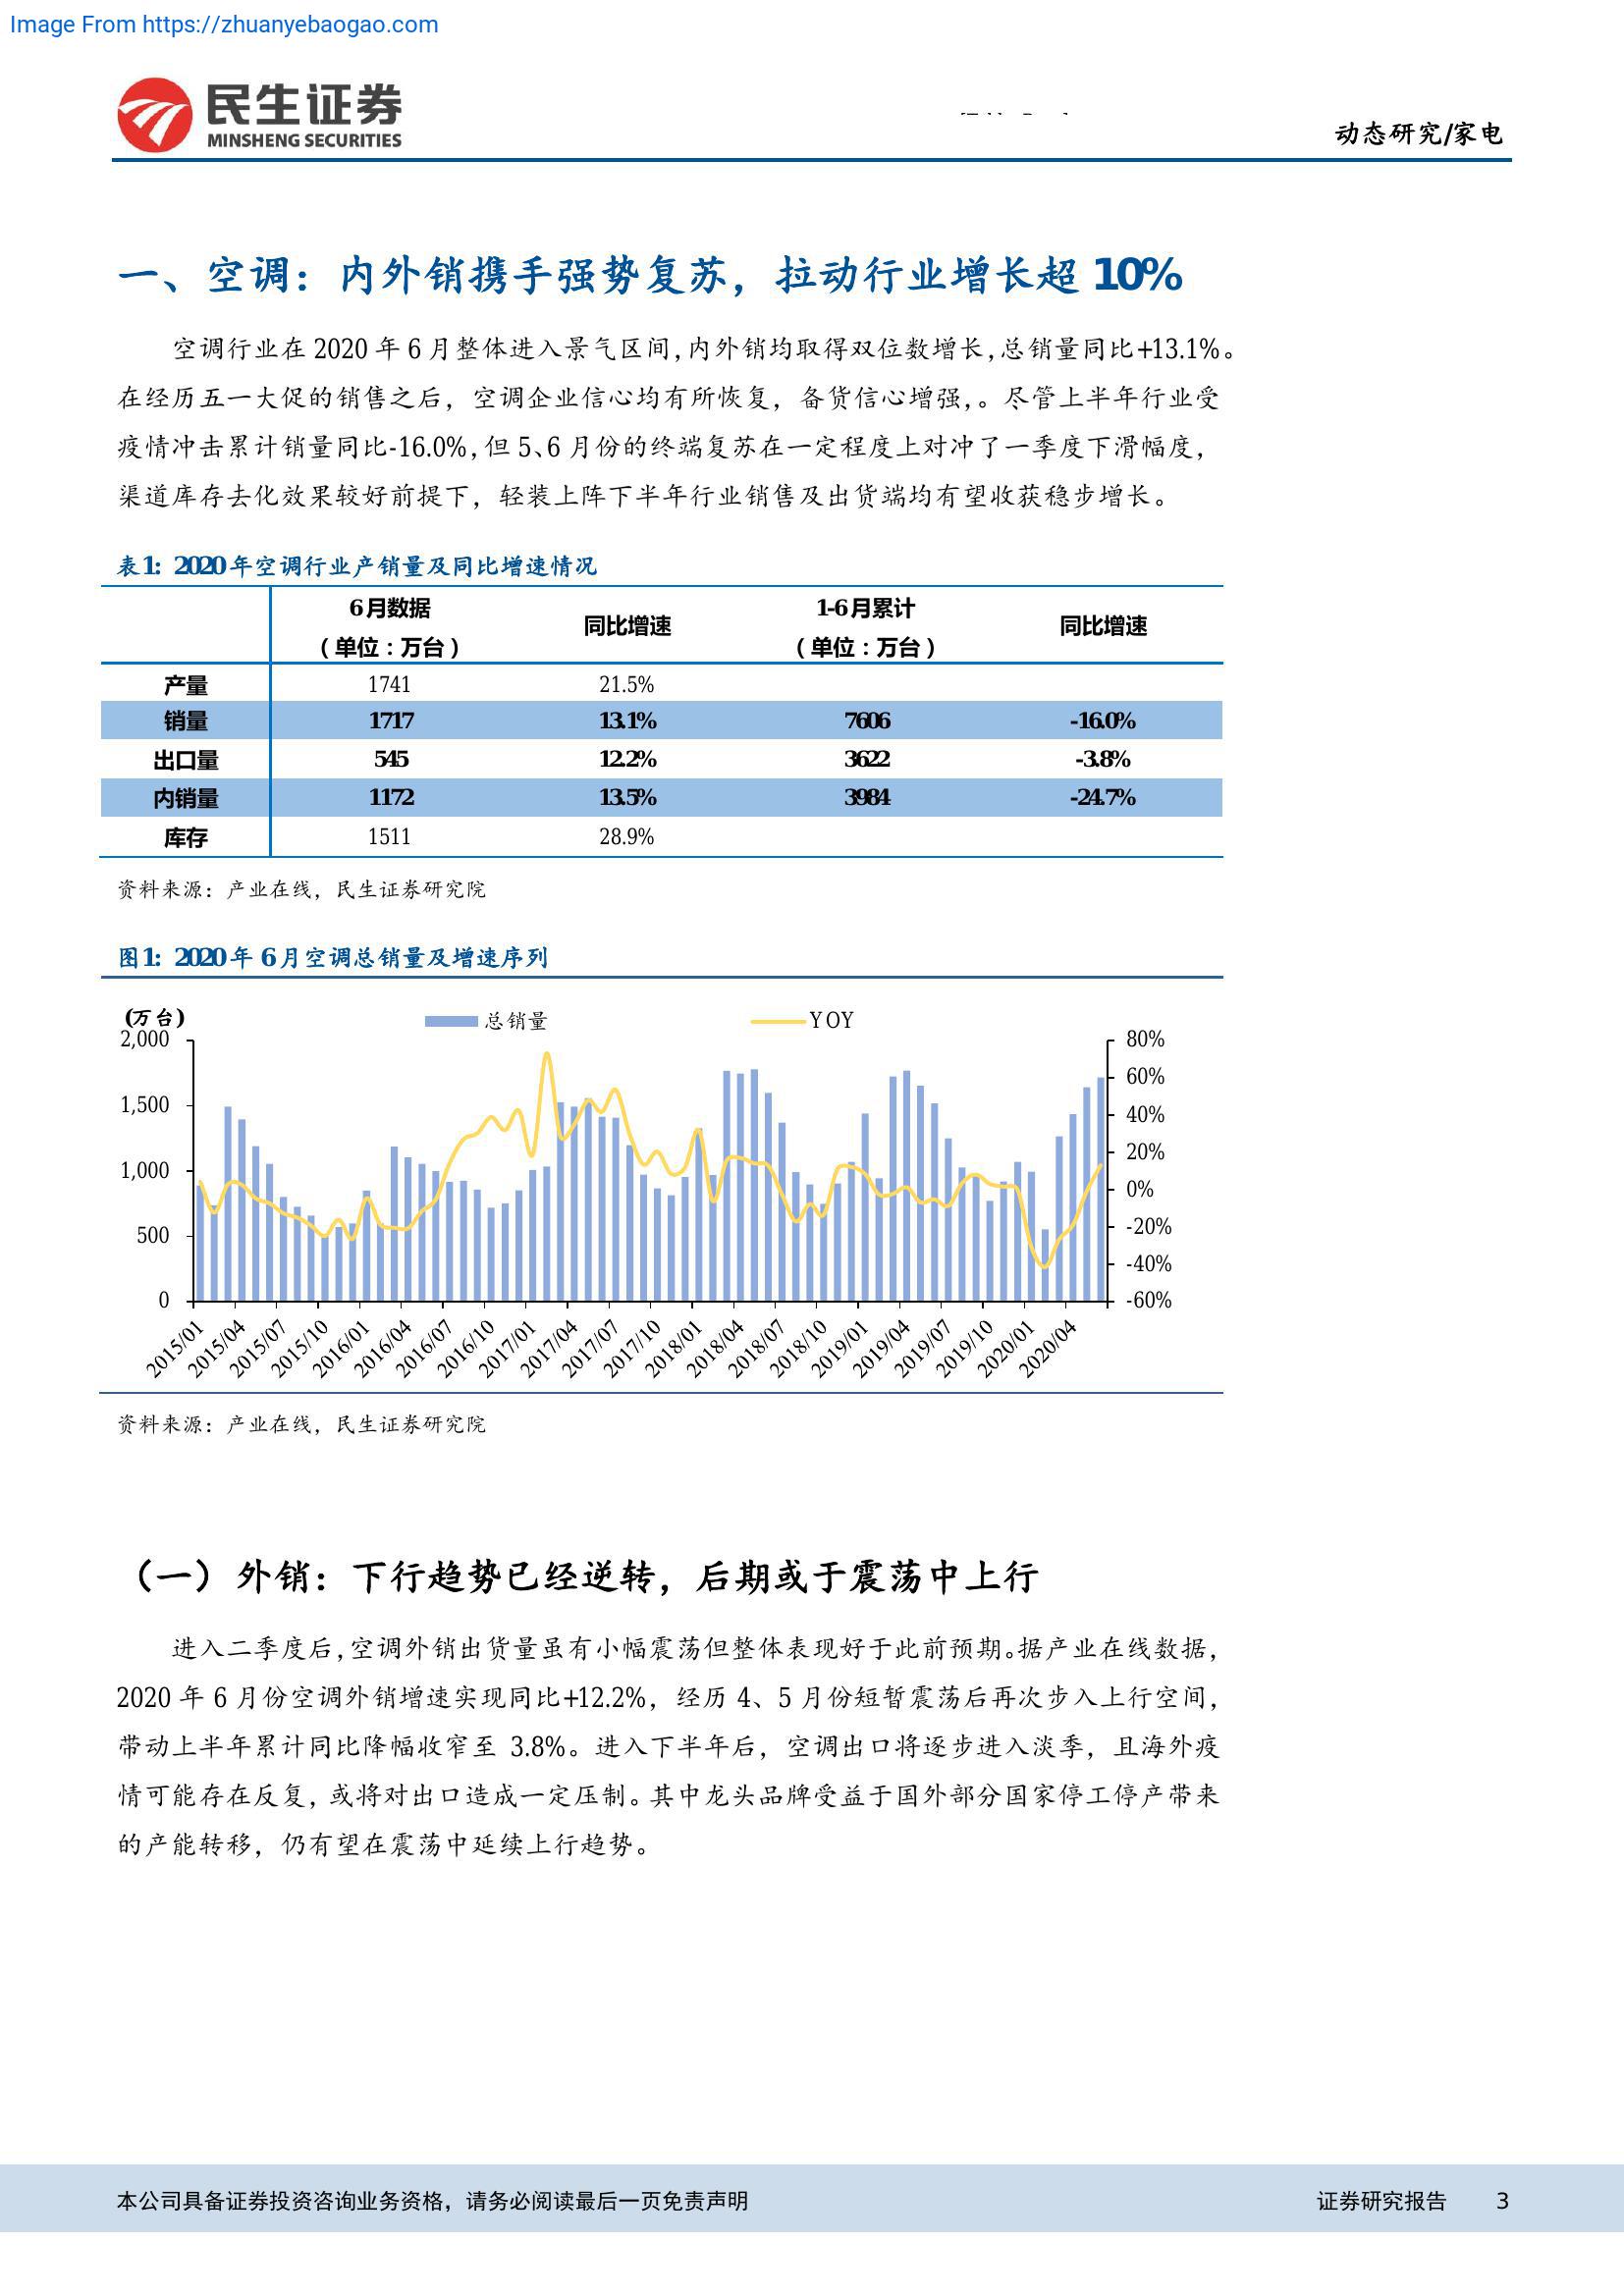 Image From https://zhuanyebaogao.com
民生证券
MINSHENG SECURITIES
动态研究/家电
一、空调：内外销携手强势复苏，拉动行业增长超 10%
空调行业在 2020 年 6 月整体进入景气区间，内外销均取得双位数增长，总销量同比+13.1%。
在经历五一大促的销售之后，空调企业信心均有所恢复，备货信心增强，。尽管上半年行业受
疫情冲击累计销量同比-16.0%，但 5、6 月份的终端复苏在一定程度上对冲了一季度下滑幅度，
渠道库存去化效果较好前提下，轻装上阵下半年行业销售及出货端均有望收获稳步增长。
表1：2020 年空调行业产销量及同比增速情况
6 月数据 （单位：万台） 同比增速 1-6 月累计 （单位：万台） 同比增速
产量 1741 21.5%
销量 1717 13.1% 7606 -16.0%
出口量 545 12.2% 3622 -3.8%
内销量 1172 13.5% 3984 -24.7%
库存 1511 28.9%
资料来源：产业在线，民生证券研究院
图1：2020 年 6 月空调总销量及增速序列
(万台)
总销量 YOY
2,000
1,500
1,000
500
0
80%
60%
40%
20%
0%
-20%
-40%
-60%
2015/01 2015/04 2015/07 2015/10 2016/01 2016/04 2016/07 2016/10 2017/01 2017/04 2017/07 2017/10 2018/01 2018/04 2018/07 2018/10 2019/01 2019/04 2019/07 2019/10 2020/01 2020/04
资料来源：产业在线，民生证券研究院
（一）外销：下行趋势已经逆转，后期或于震荡中上行
进入二季度后，空调外销出货量虽有小幅震荡但整体表现好于此前预期。据产业在线数据，
2020 年 6 月份空调外销增速实现同比+12.2%，经历 4、5 月份短暂震荡后再次步入上行空间，
带动上半年累计同比降幅收窄至 3.8%。进入下半年后，空调出口将逐步进入淡季，且海外疫
情可能存在反复，或将对出口造成一定压制。其中龙头品牌受益于国外部分国家停工停产带来
的产能转移，仍有望在震荡中延续上行趋势。
本公司具备证券投资咨询业务资格，请务必阅读最后一页免责声明
证券研究报告 3